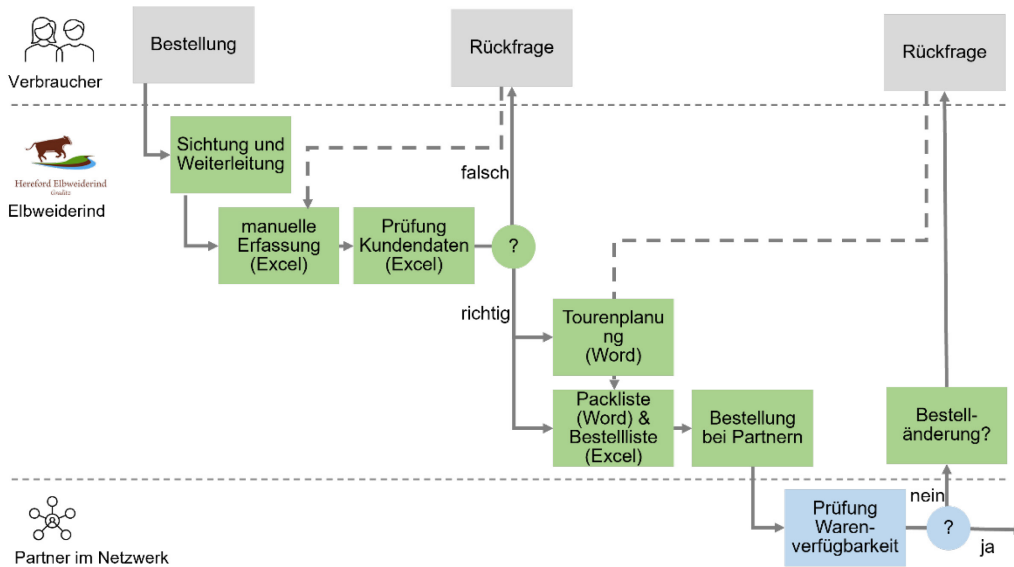 Bestellung
Rückfrage
Rückfrage
Verbraucher
Sichtung und
Weiterleitung
Hereford Elbweiderind
Graditz
Elbweiderind
falsch
manuelle
Erfassung
(Excel)
Prüfung
Kundendaten
(Excel)
?
richtig
Tourenplanu
ng
(Word)
Packliste
(Word) &
Bestellliste
(Excel)
Bestellung
bei Partnern
Bestell-
änderung?
nein
Prüfung
Waren-
verfügbarkeit
?
ja
Partner im Netzwerk